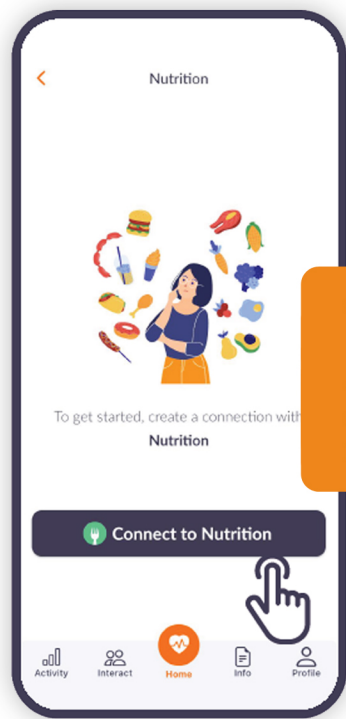 Nutrition
To get started, create a connection with
Nutrition
Connect to Nutrition
Activity
Interact
Home
Info
Profile